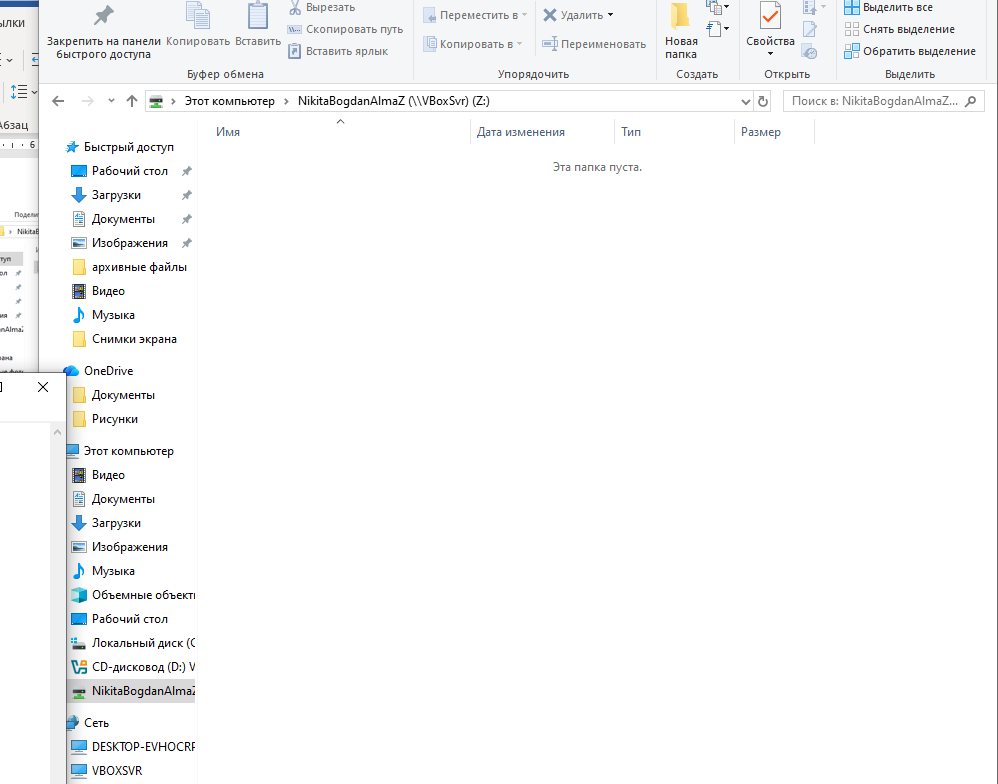 ылки
Абзац
6
Подели
Вырезать
Скопировать путь
Вставить ярлык
Закрепить на панели
быстрого доступа
Копировать
Вставить
Буфер обмена
Переместить в
Копировать в
Удалить
Переименовать
Упорядочить
Новая
папка
Создать
Свойства
Открыть
Выделить все
Снять выделение
Обратить выделение
Выделить
Этот компьютер
NikitaBogdanAlmaZ (\\VBoxSvr) (Z:)
Поиск в: NikitaBogdanAlmaZ...
Имя
Дата изменения
Тип
Размер
Эта папка пуста.
Быстрый доступ
Рабочий стол
Загрузки
Документы
Изображения
архивные файлы
Видео
Музыка
Снимки экрана
OneDrive
Документы
Рисунки
Этот компьютер
Видео
Документы
Загрузки
Изображения
Музыка
Объемные объекты
Рабочий стол
Локальный диск (C
CD-дисковод (D:) V
NikitaBogdanAlmaZ
Сеть
DESKTOP-EVHOCRF
VBOXSVR